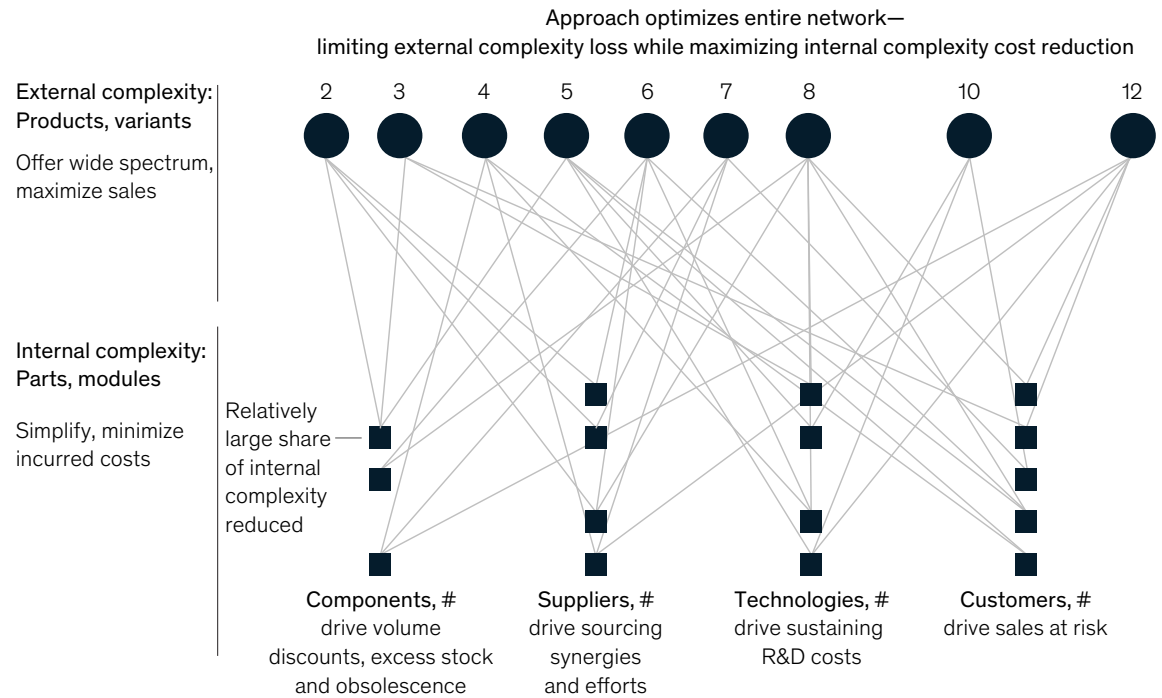 Approach optimizes entire network—
limiting external complexity loss while maximizing internal complexity cost reduction
External complexity:
Products, variants
Offer wide spectrum,
maximize sales
2 3 4 5 6 7 8 10 12
Internal complexity:
Parts, modules
Simplify, minimize
incurred costs
Relatively
large share
of internal
complexity
reduced
Components, #
drive volume
discounts, excess stock
and obsolescence
Suppliers, #
drive sourcing
synergies
and efforts
Technologies, #
drive sustaining
R&D costs
Customers, #
drive sales at risk